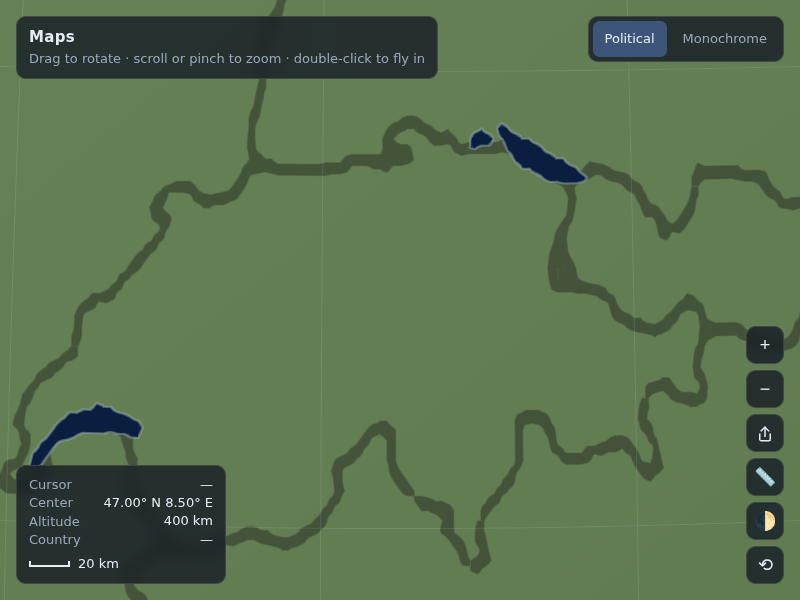 Maps
Drag to rotate · scroll or pinch to zoom · double-click to fly in
Political
Monochrome
+
−
Cursor —
Center 47.00° N 8.50° E
Altitude 400 km
Country —
20 km